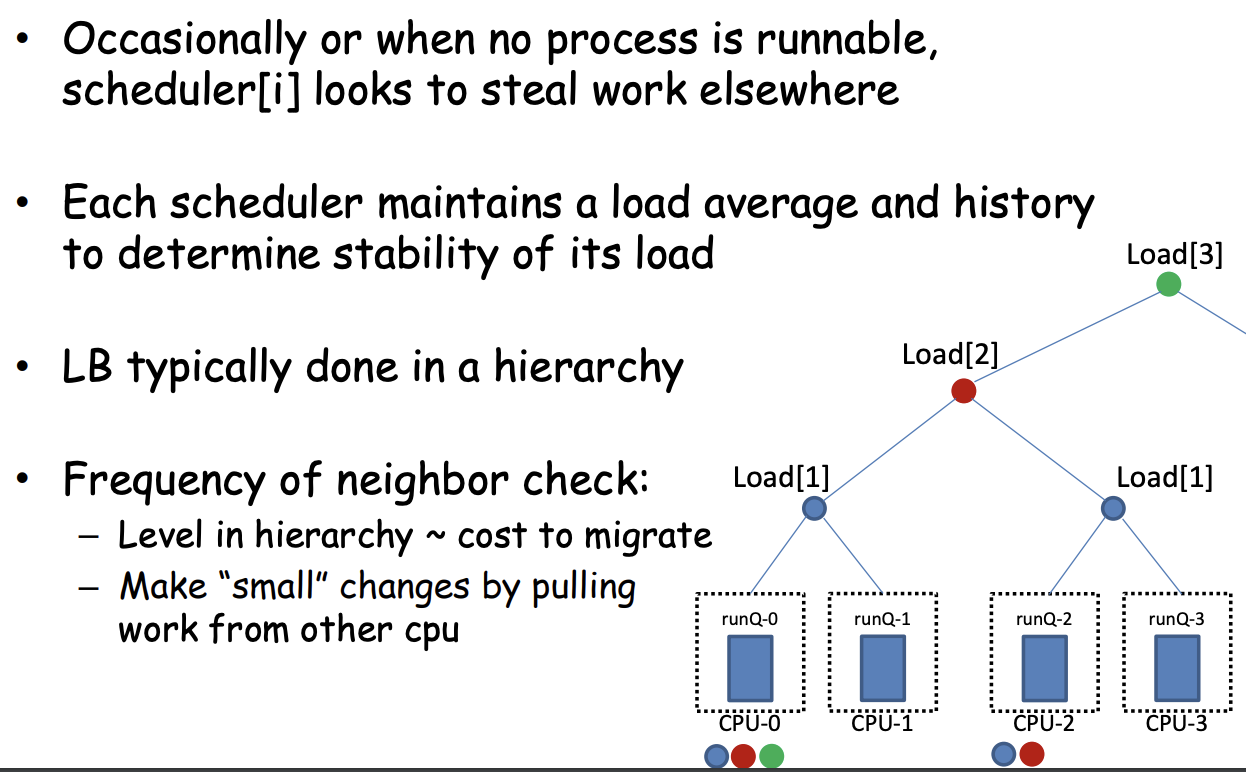 • Occasionally or when no process is runnable,
scheduler[i] looks to steal work elsewhere
• Each scheduler maintains a load average and history
to determine stability of its load
• LB typically done in a hierarchy
• Frequency of neighbor check:
– Level in hierarchy ~ cost to migrate
– Make “small” changes by pulling
work from other cpu
Load[3]
Load[2]
Load[1] Load[1]
runQ-0 runQ-1 runQ-2 runQ-3
CPU-0 CPU-1 CPU-2 CPU-3